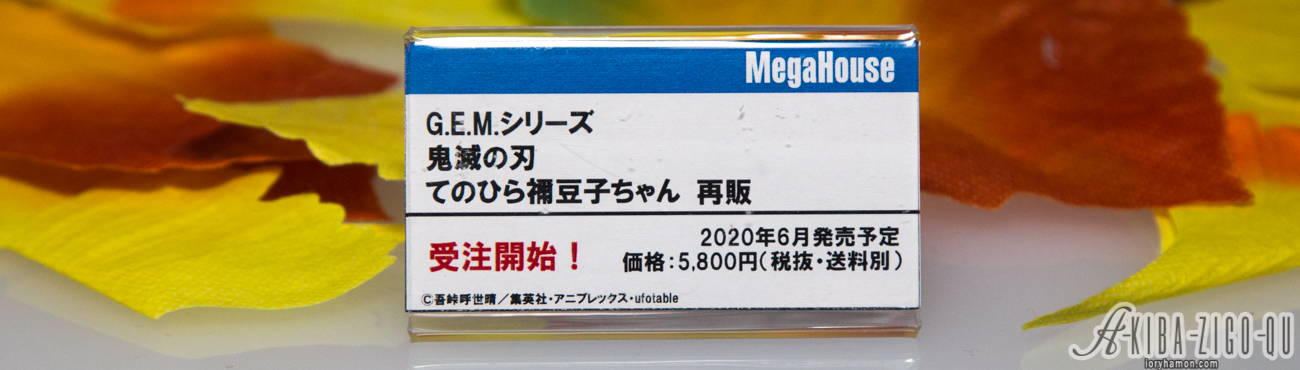 MegaHouse
G.E.M.シリーズ
鬼滅の刃
てのひら禰豆子ちゃん 再販
受注開始！
2020年6月発売予定
価格：5,800円（税抜・送料別）
©吾峠呼世晴／集英社・アニプレックス・ufotable
A-KIBA-ZIGO-QU
loryhamon.com